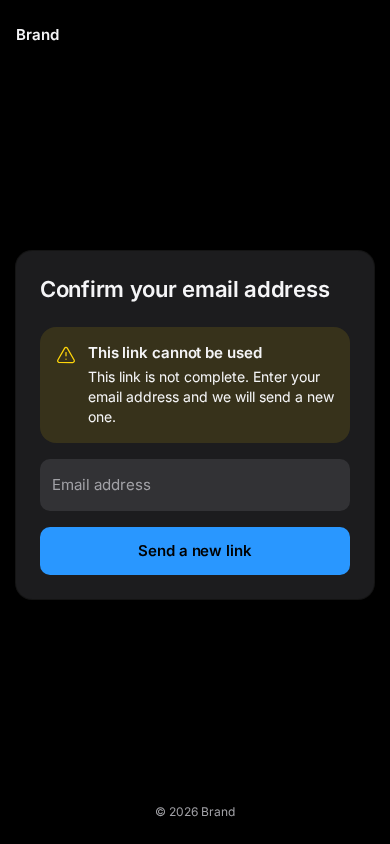 Brand
Confirm your email address
This link cannot be used
This link is not complete. Enter your
email address and we will send a new
one.
Email address
Send a new link
© 2026 Brand